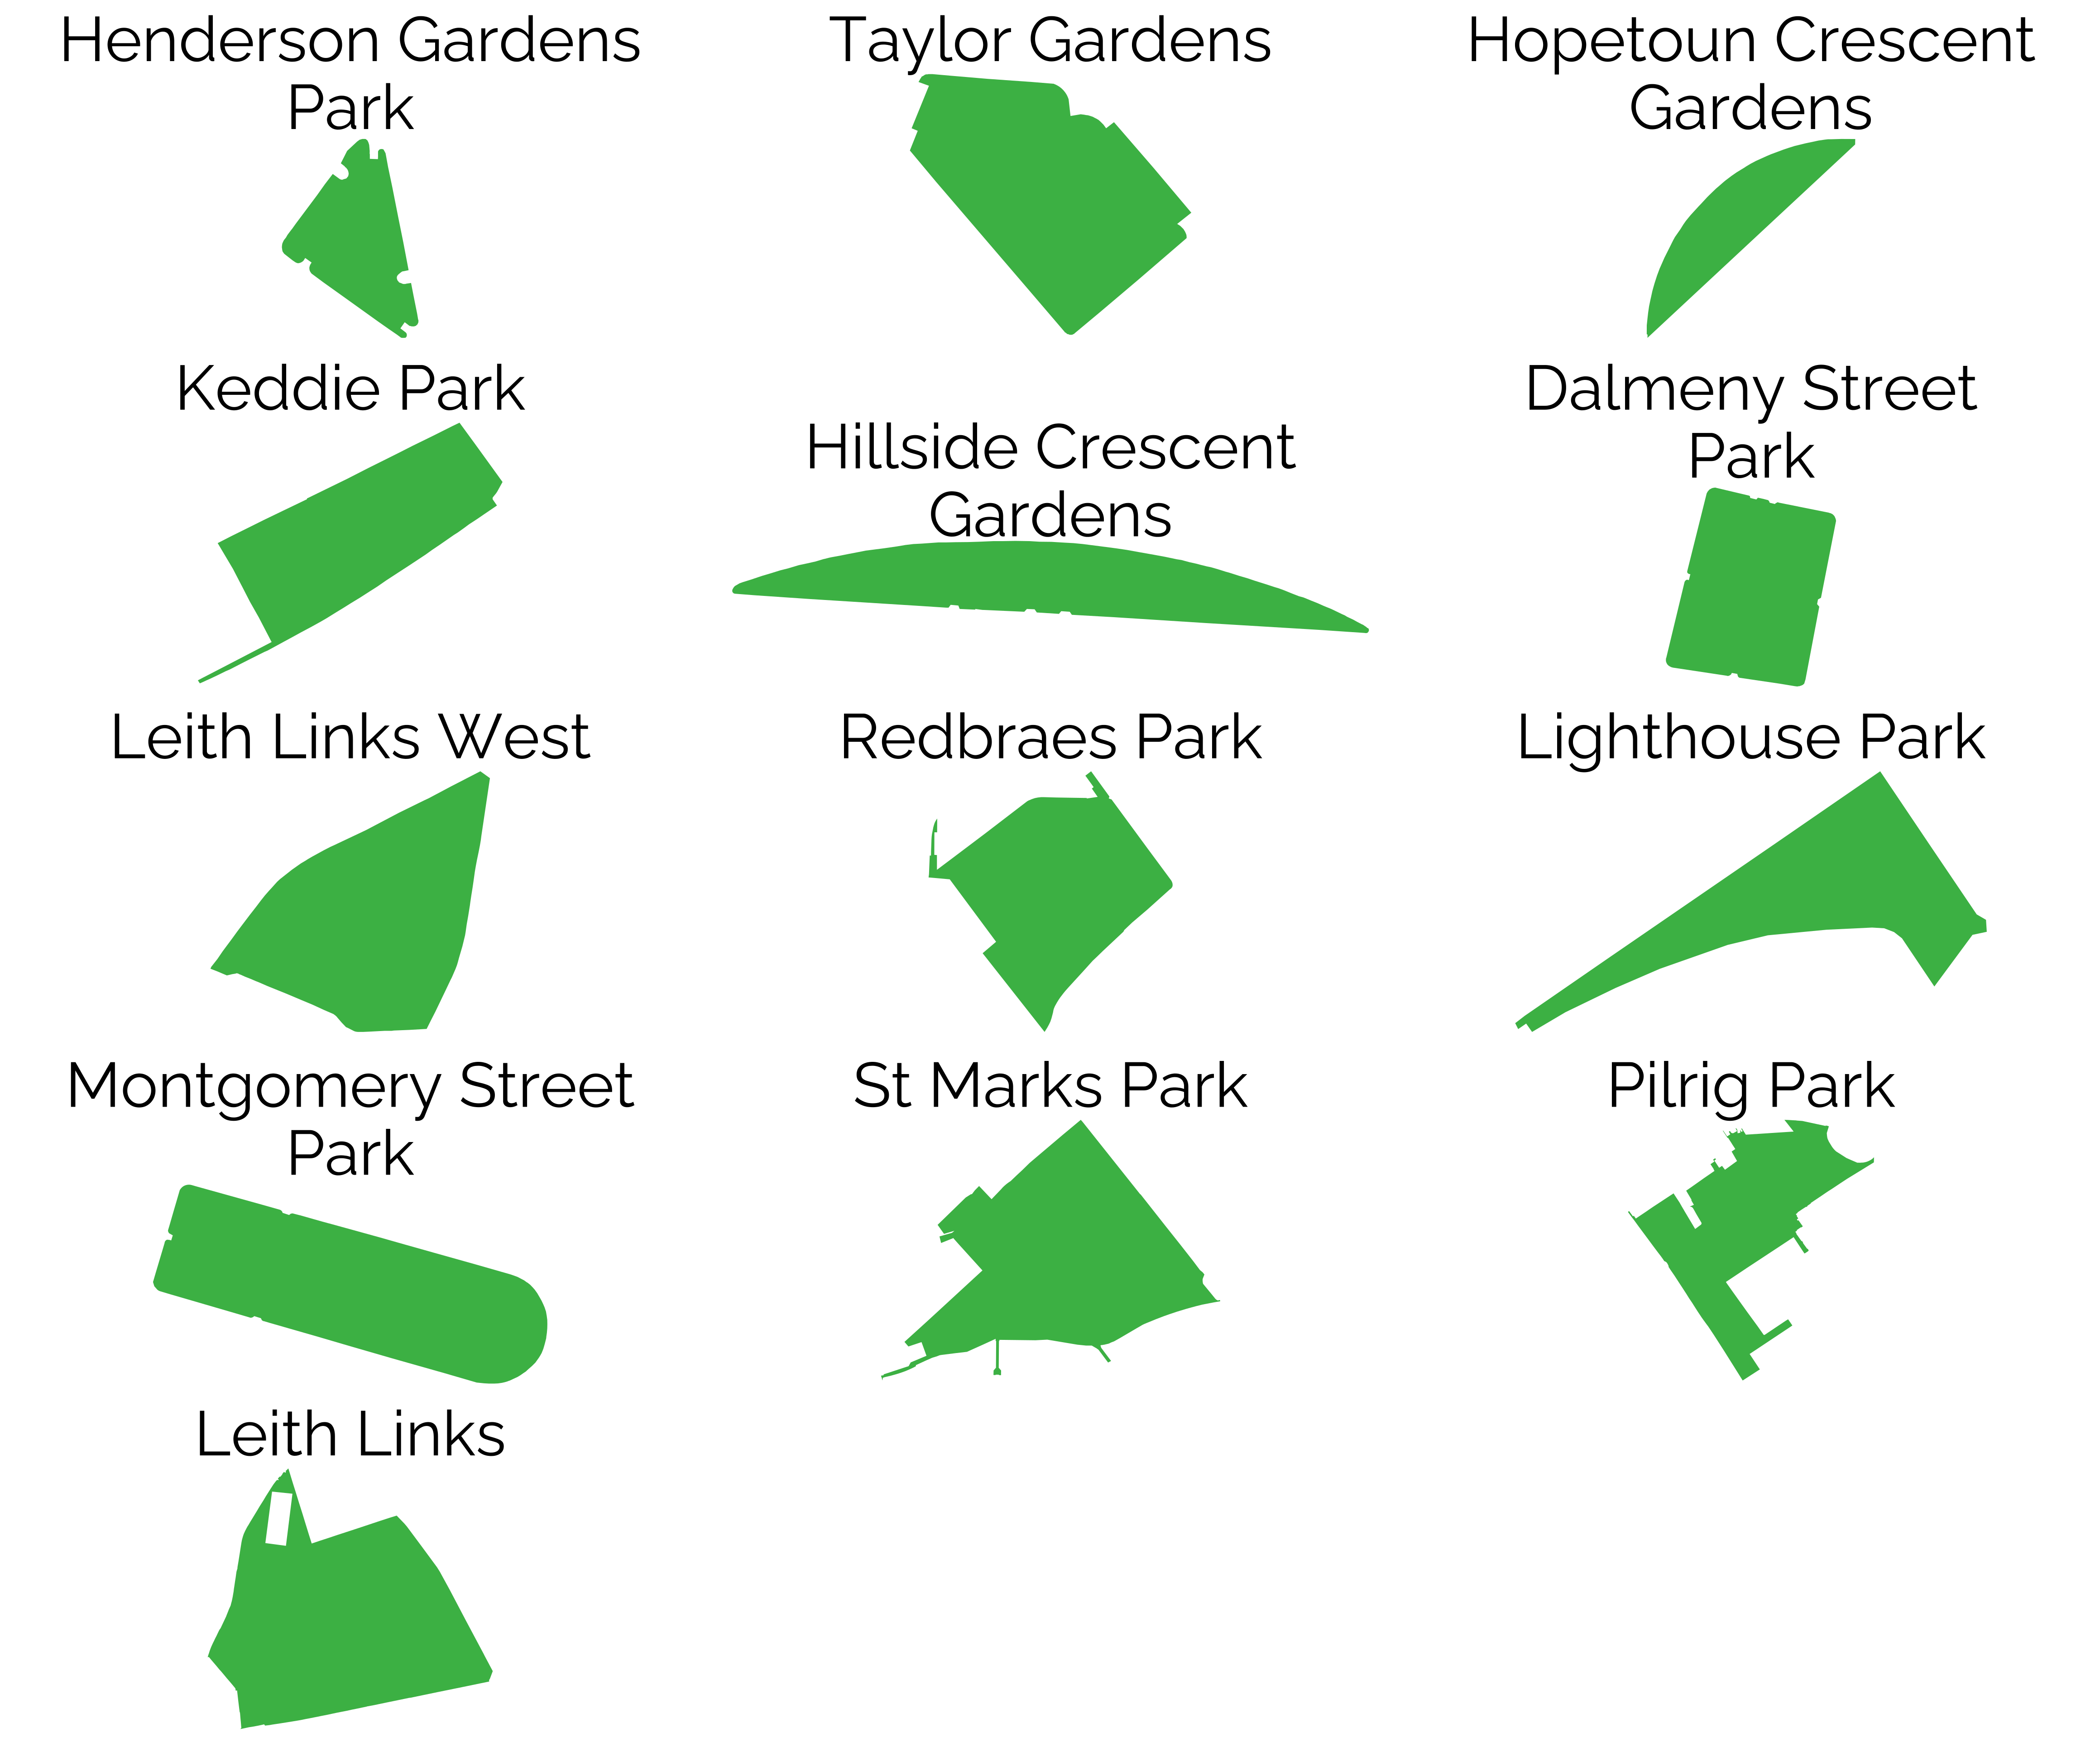 Henderson Gardens
Park
Taylor Gardens
Hopetoun Crescent
Gardens
Keddie Park
Hillside Crescent
Gardens
Dalmeny Street
Park
Leith Links West
Redbraes Park
Lighthouse Park
Montgomery Street
Park
St Marks Park
Pilrig Park
Leith Links